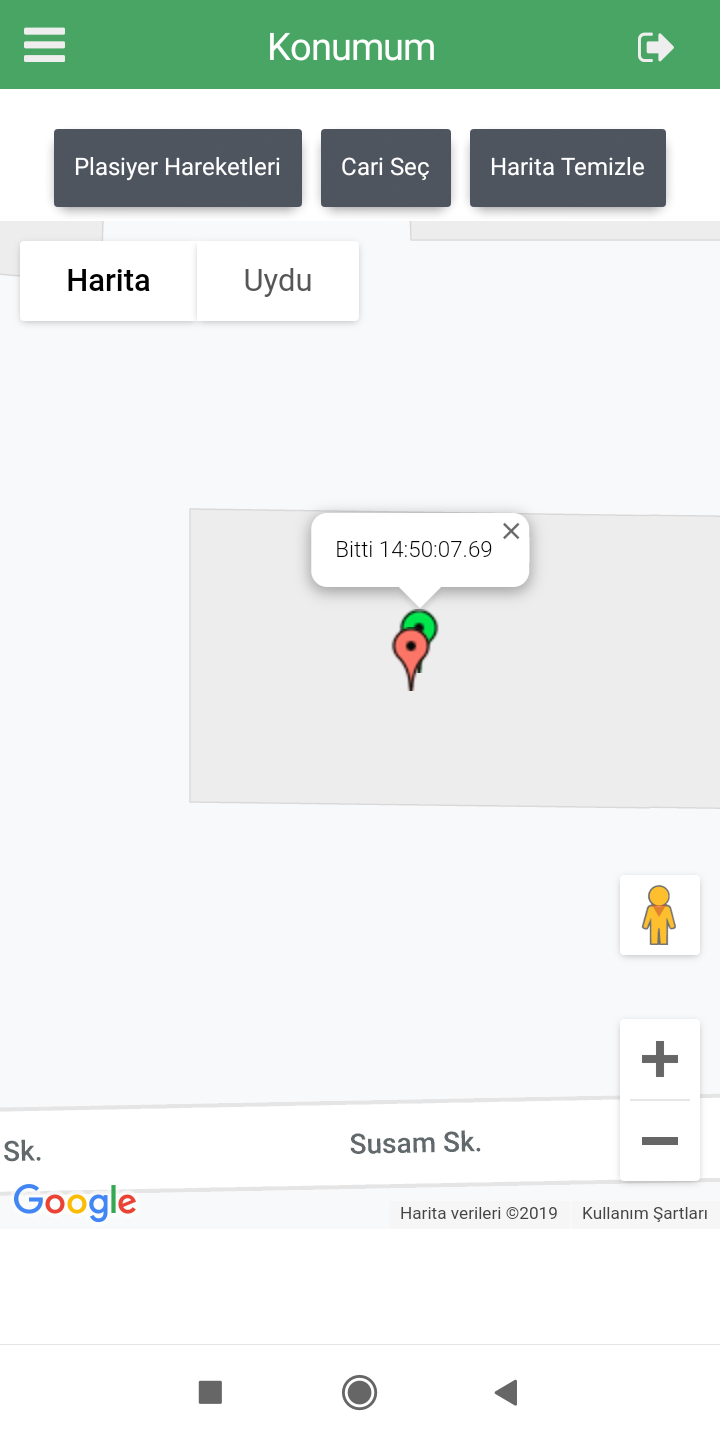 Konumum
Plasiyer Hareketleri
Cari Seç
Harita Temizle
Harita
Uydu
Bitti 14:50:07.69
Sk.
Susam Sk.
Google
Harita verileri ©2019
Kullanım Şartları